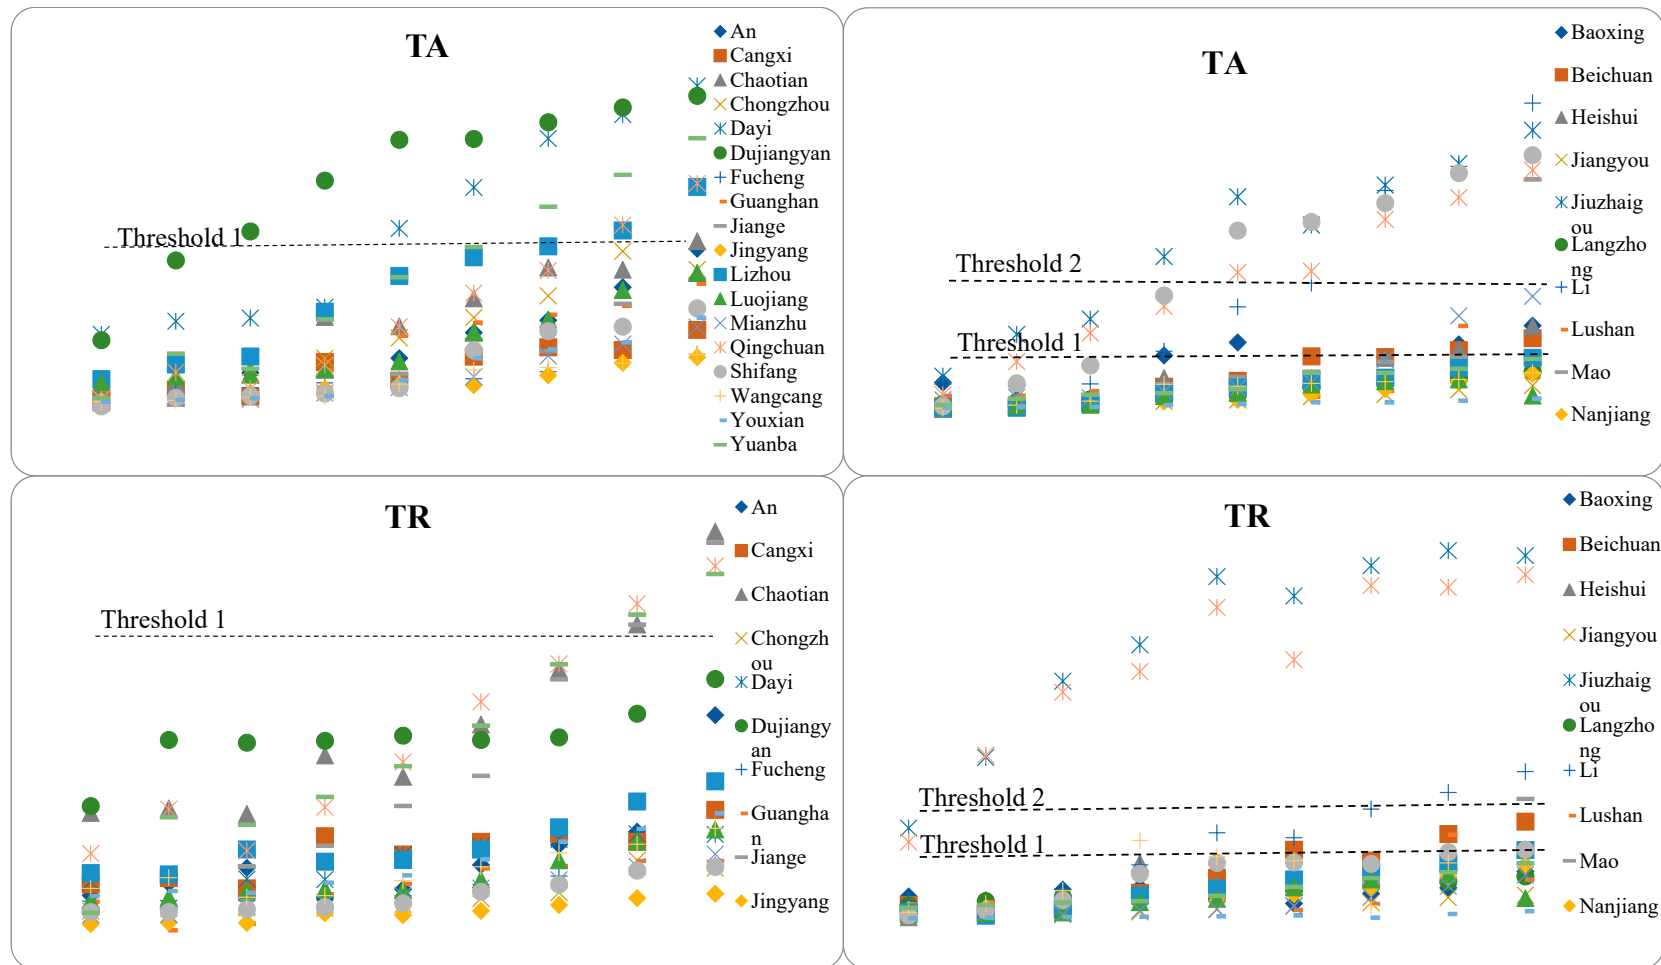 TA
Threshold 1
An
Cangxi
Chaotian
Chongzhou
Dayi
Dujiangyan
Fucheng
Guanghan
Jiange
Jingyang
Lizhou
Luojiang
Mianzhu
Qingchuan
Shifang
Wangcang
Youxian
Yuanba
TA
Threshold 2
Threshold 1
Baoxing
Beichuan
Heishui
Jiangyou
Jiuzhaig
ou
Langzho
ng
Li
Lushan
Mao
Nanjiang
TR
Threshold 1
An
Cangxi
Chaotian
Chongzh
ou
Dayi
Dujiangy
an
Fucheng
Guangha
n
Jiange
Jingyang
TR
Threshold 2
Threshold 1
Baoxing
Beichuan
Heishui
Jiangyou
Jiuzhaig
ou
Langzho
ng
Li
Lushan
Mao
Nanjiang